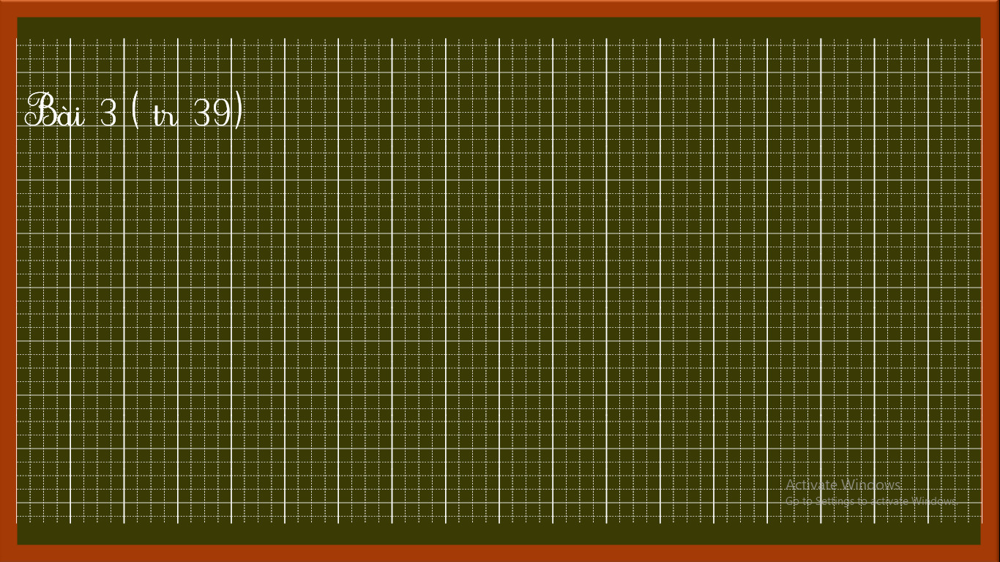 Bài 3 ( tr 39)
Activate Windows
Go to Settings to activate Windows.